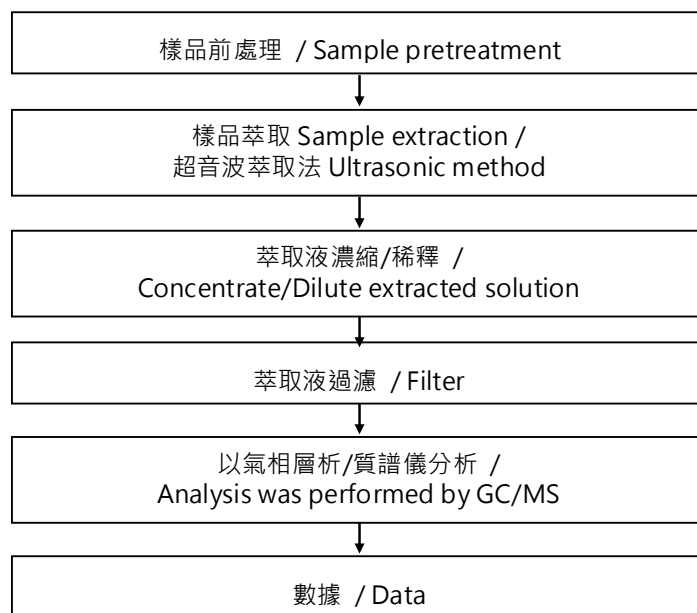 樣品前處理 / Sample pretreatment
樣品萃取 Sample extraction /
超音波萃取法 Ultrasonic method
萃取液濃縮/稀釋 /
Concentrate/Dilute extracted solution
萃取液過濾 / Filter
以氣相層析/質譜儀分析 /
Analysis was performed by GC/MS
數據 / Data